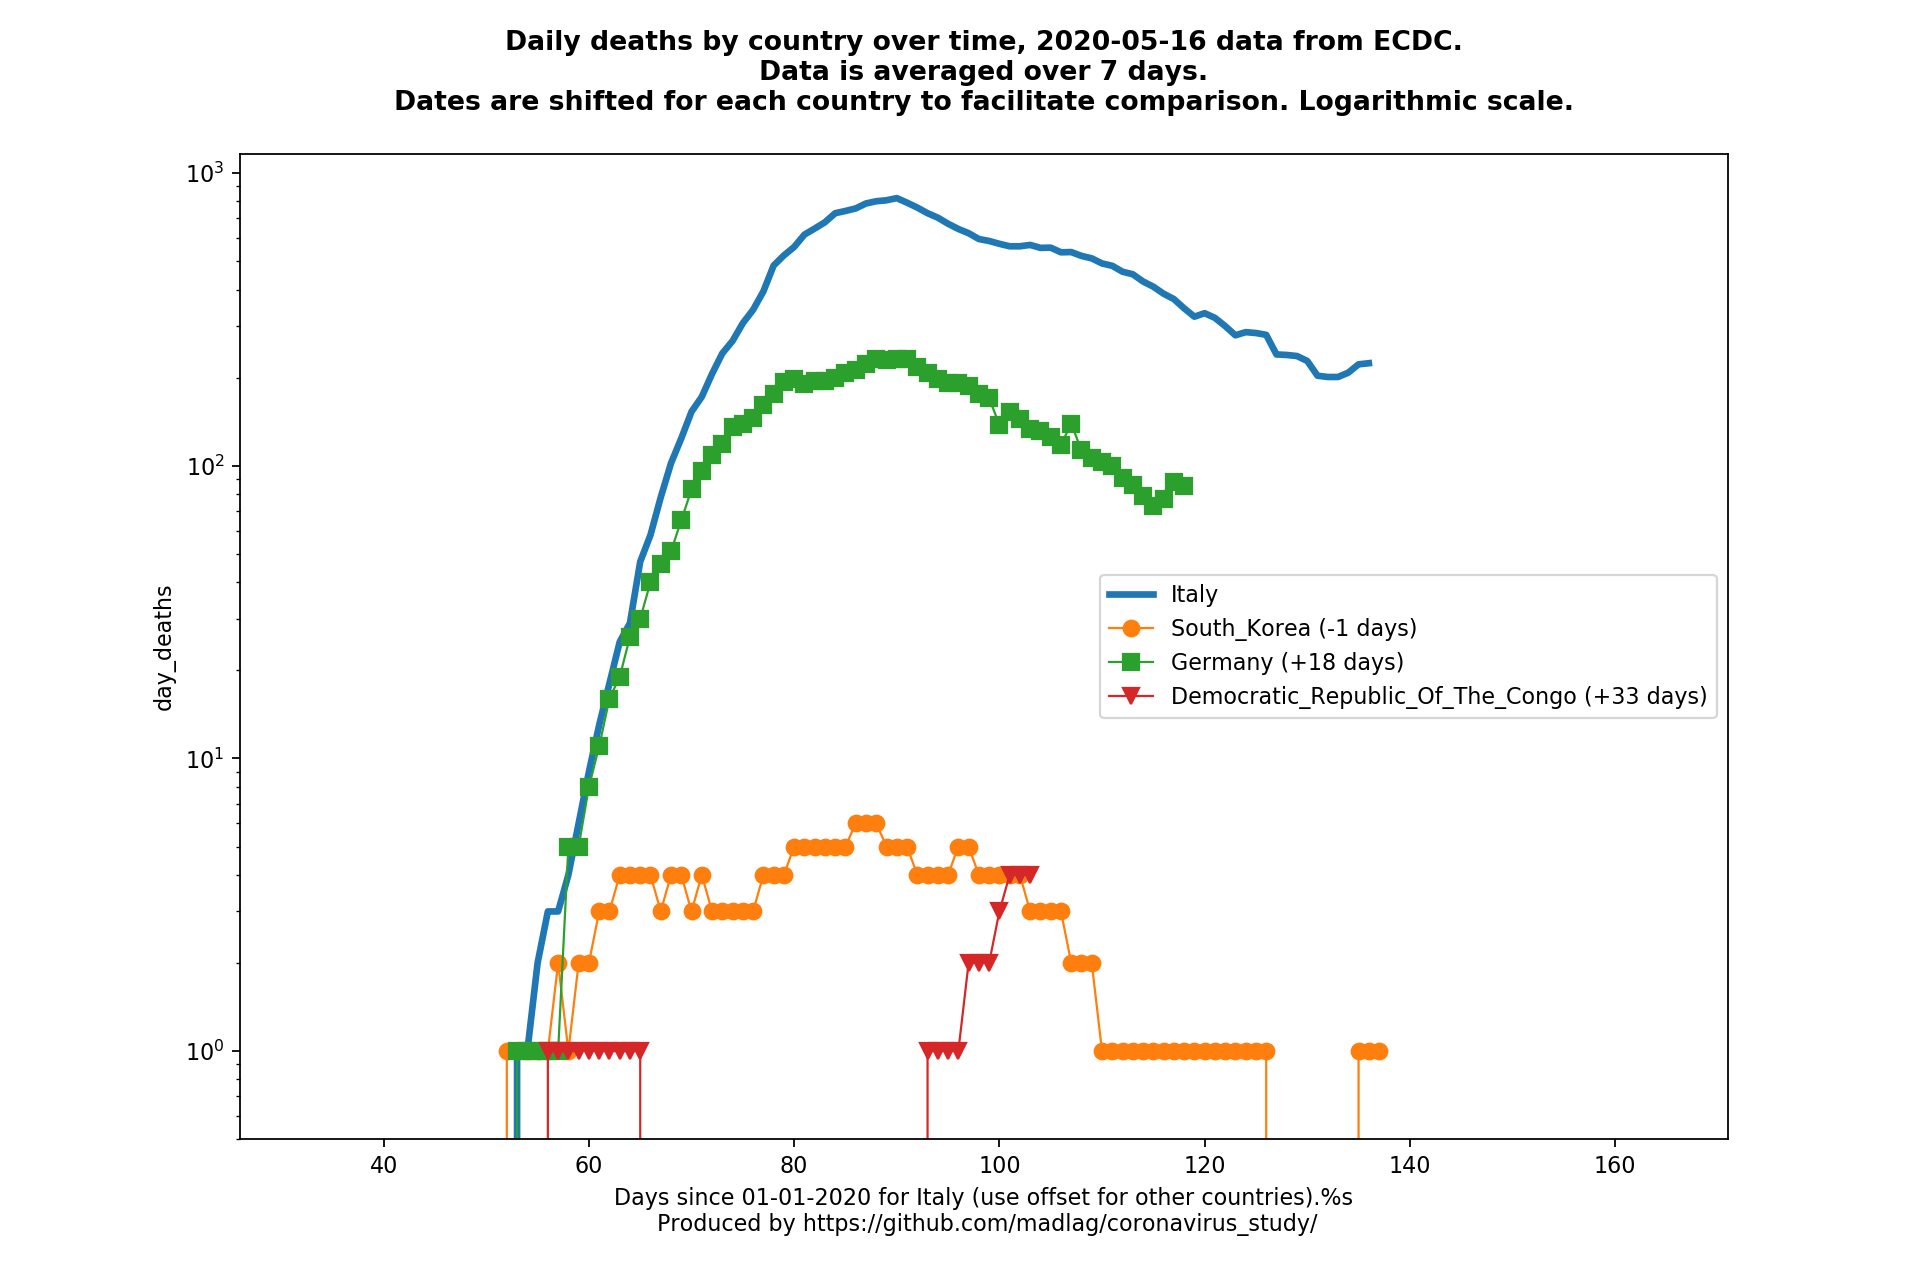 Daily deaths by country over time, 2020-05-16 data from ECDC.
Data is averaged over 7 days.
Dates are shifted for each country to facilitate comparison. Logarithmic scale.
10³
10²
10¹
10⁰
day_deaths
Italy
South_Korea (-1 days)
Germany (+18 days)
Democratic_Republic_Of_The_Congo (+33 days)
40 60 80 100 120 140 160
Days since 01-01-2020 for Italy (use offset for other countries).%s
Produced by https://github.com/madlag/coronavirus_study/